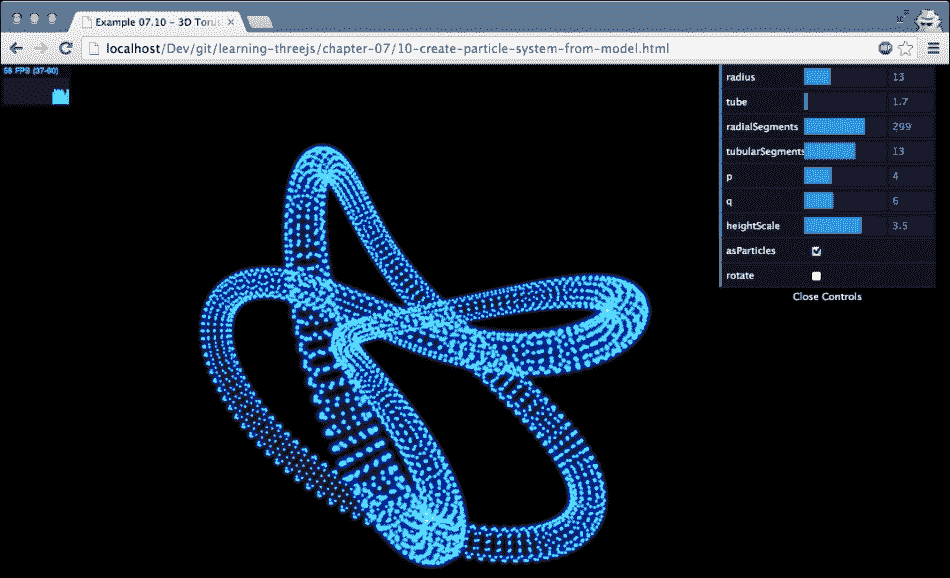 Example 07.10 - 3D Torus
localhost/Dev/git/learning-threejs/chapter-07/10-create-particle-system-from-model.html
58 FPS (37-60)
radius 13
tube 1.7
radialSegments 299
tubularSegments 13
p 4
q 6
heightScale 3.5
asParticles
rotate
Close Controls